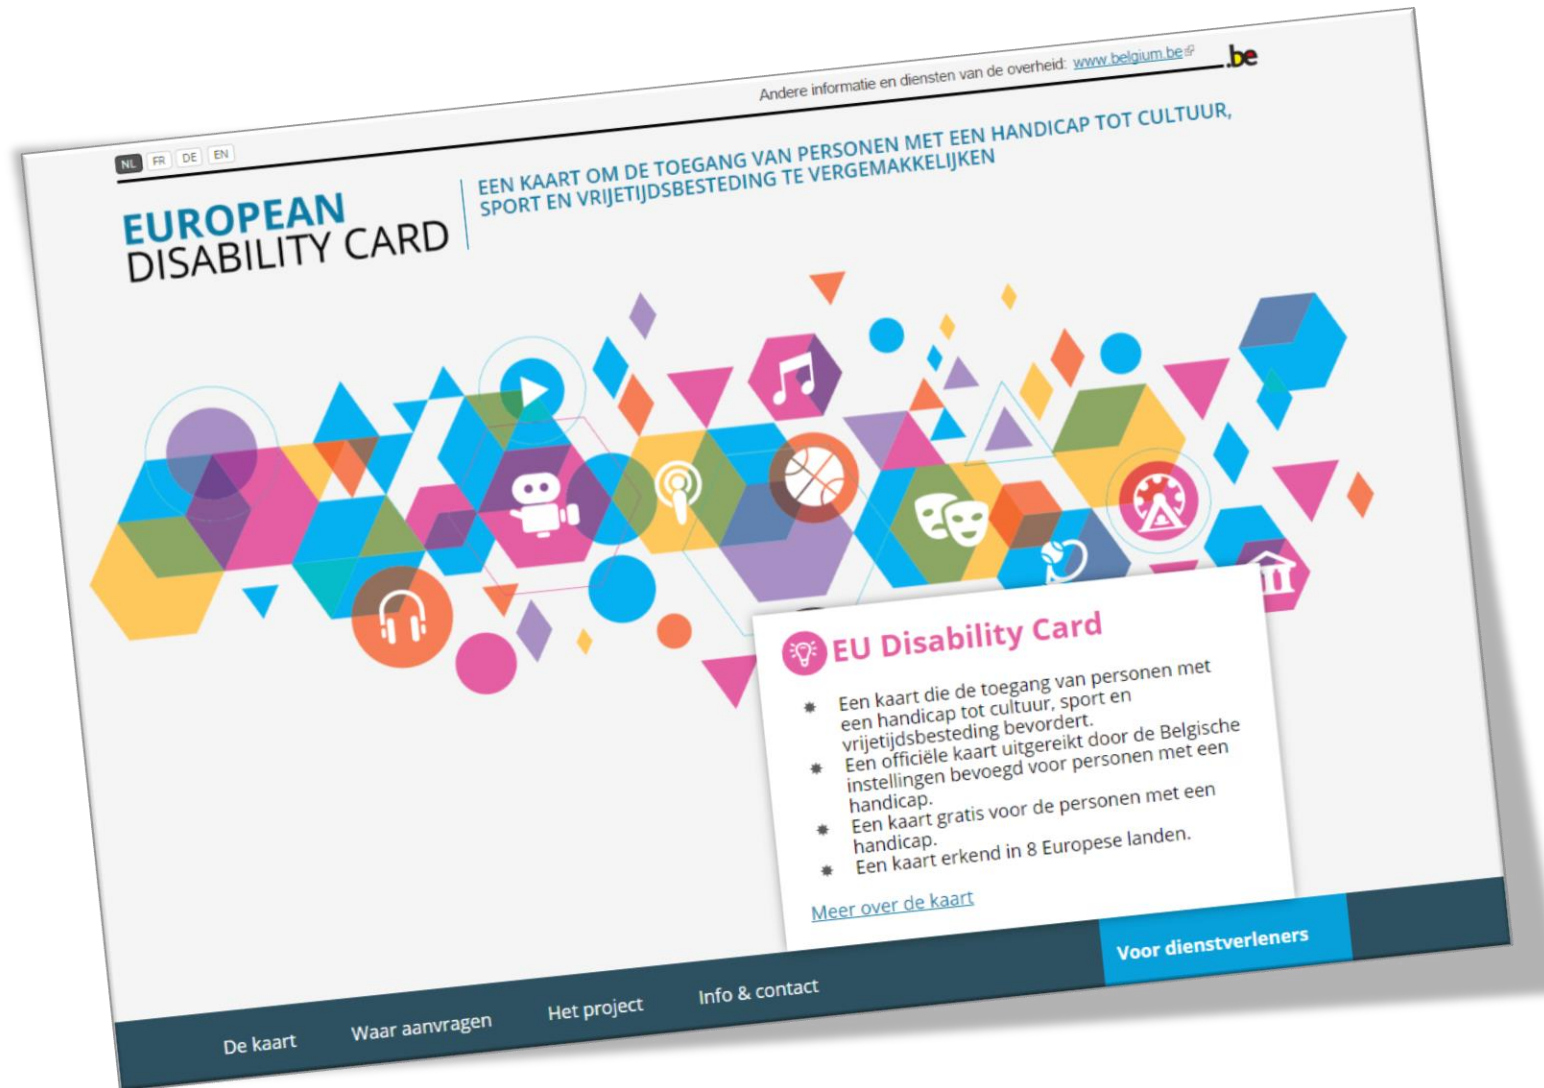 Andere informatie en diensten van de overheid: www.belgium.be
.be
NL FR DE EN
EUROPEAN
DISABILITY CARD
EEN KAART OM DE TOEGANG VAN PERSONEN MET EEN HANDICAP TOT CULTUUR,
SPORT EN VRIJETIJDSBESTEDING TE VERGEMAKKELIJKEN
EU Disability Card
Een kaart die de toegang van personen met
een handicap tot cultuur, sport en
vrijetijdsbesteding bevordert.
Een officiële kaart uitgereikt door de Belgische
instellingen bevoegd voor personen met een
handicap.
Een kaart gratis voor de personen met een
handicap.
Een kaart erkend in 8 Europese landen.
Meer over de kaart
De kaart
Waar aanvragen
Het project
Info & contact
Voor dienstverleners